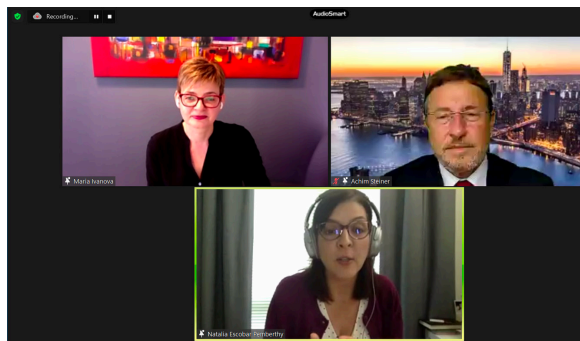 Recording...
AudioSmart
Maria Ivanova
Achim Steiner
Natalia Escobar Pemberthy